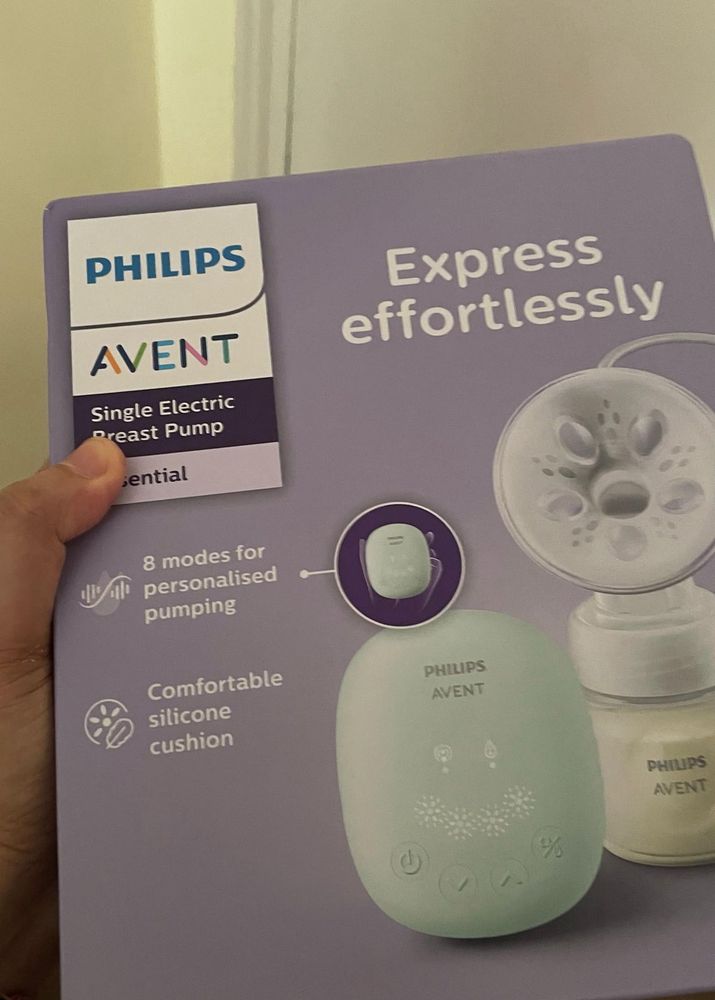 PHILIPS
AVENT
Single Electric
Breast Pump
sential
Express
effortlessly
8 modes for
personalised
pumping
Comfortable
silicone
cushion
PHILIPS
AVENT
PHILIPS
AVENT